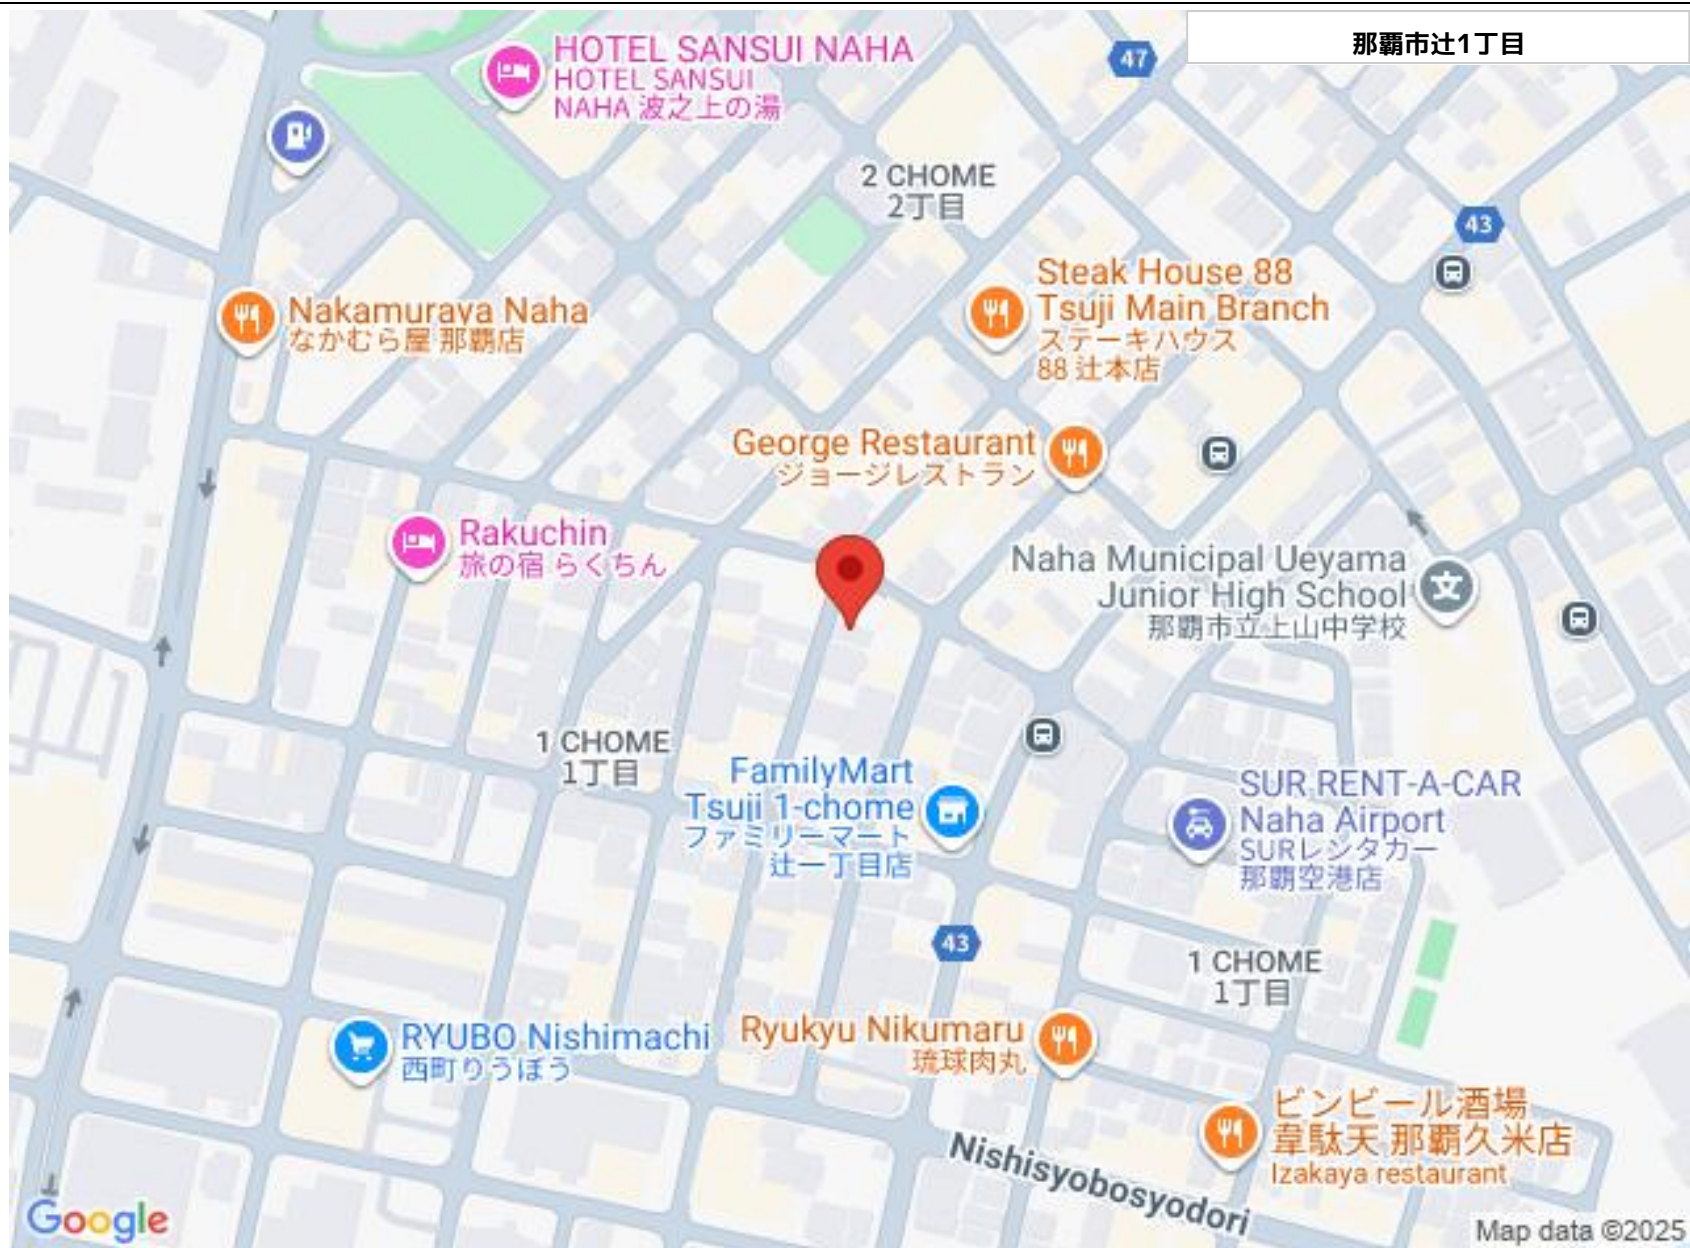 那覇市辻1丁目
HOTEL SANSUI NAHA
HOTEL SANSUI
NAHA 波之上の湯
47
2 CHOME
2丁目
43
Steak House 88
Tsuji Main Branch
ステーキハウス
88 辻本店
Nakamuraya Naha
なかむら屋 那覇店
George Restaurant
ジョージレストラン
Rakuchin
旅の宿 らくちん
Naha Municipal Ueyama
Junior High School
那覇市立上山中学校
文
1 CHOME
1丁目
FamilyMart
Tsuji 1-chome
ファミリーマート
辻一丁目店
SUR RENT-A-CAR
Naha Airport
SURレンタカー
那覇空港店
43
1 CHOME
1丁目
RYUBO Nishimachi
西町りうぼう
Ryukyu Nikumaru
琉球肉丸
ビンビール酒場
韋駄天 那覇久米店
Izakaya restaurant
Nishisyobosyodori
Google
Map data ©2025